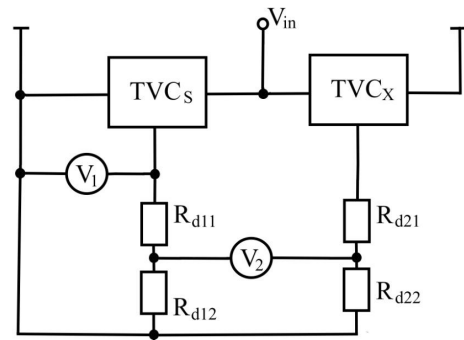 V_in
TVC_S
TVC_X
V_1
R_d11
R_d21
V_2
R_d12
R_d22